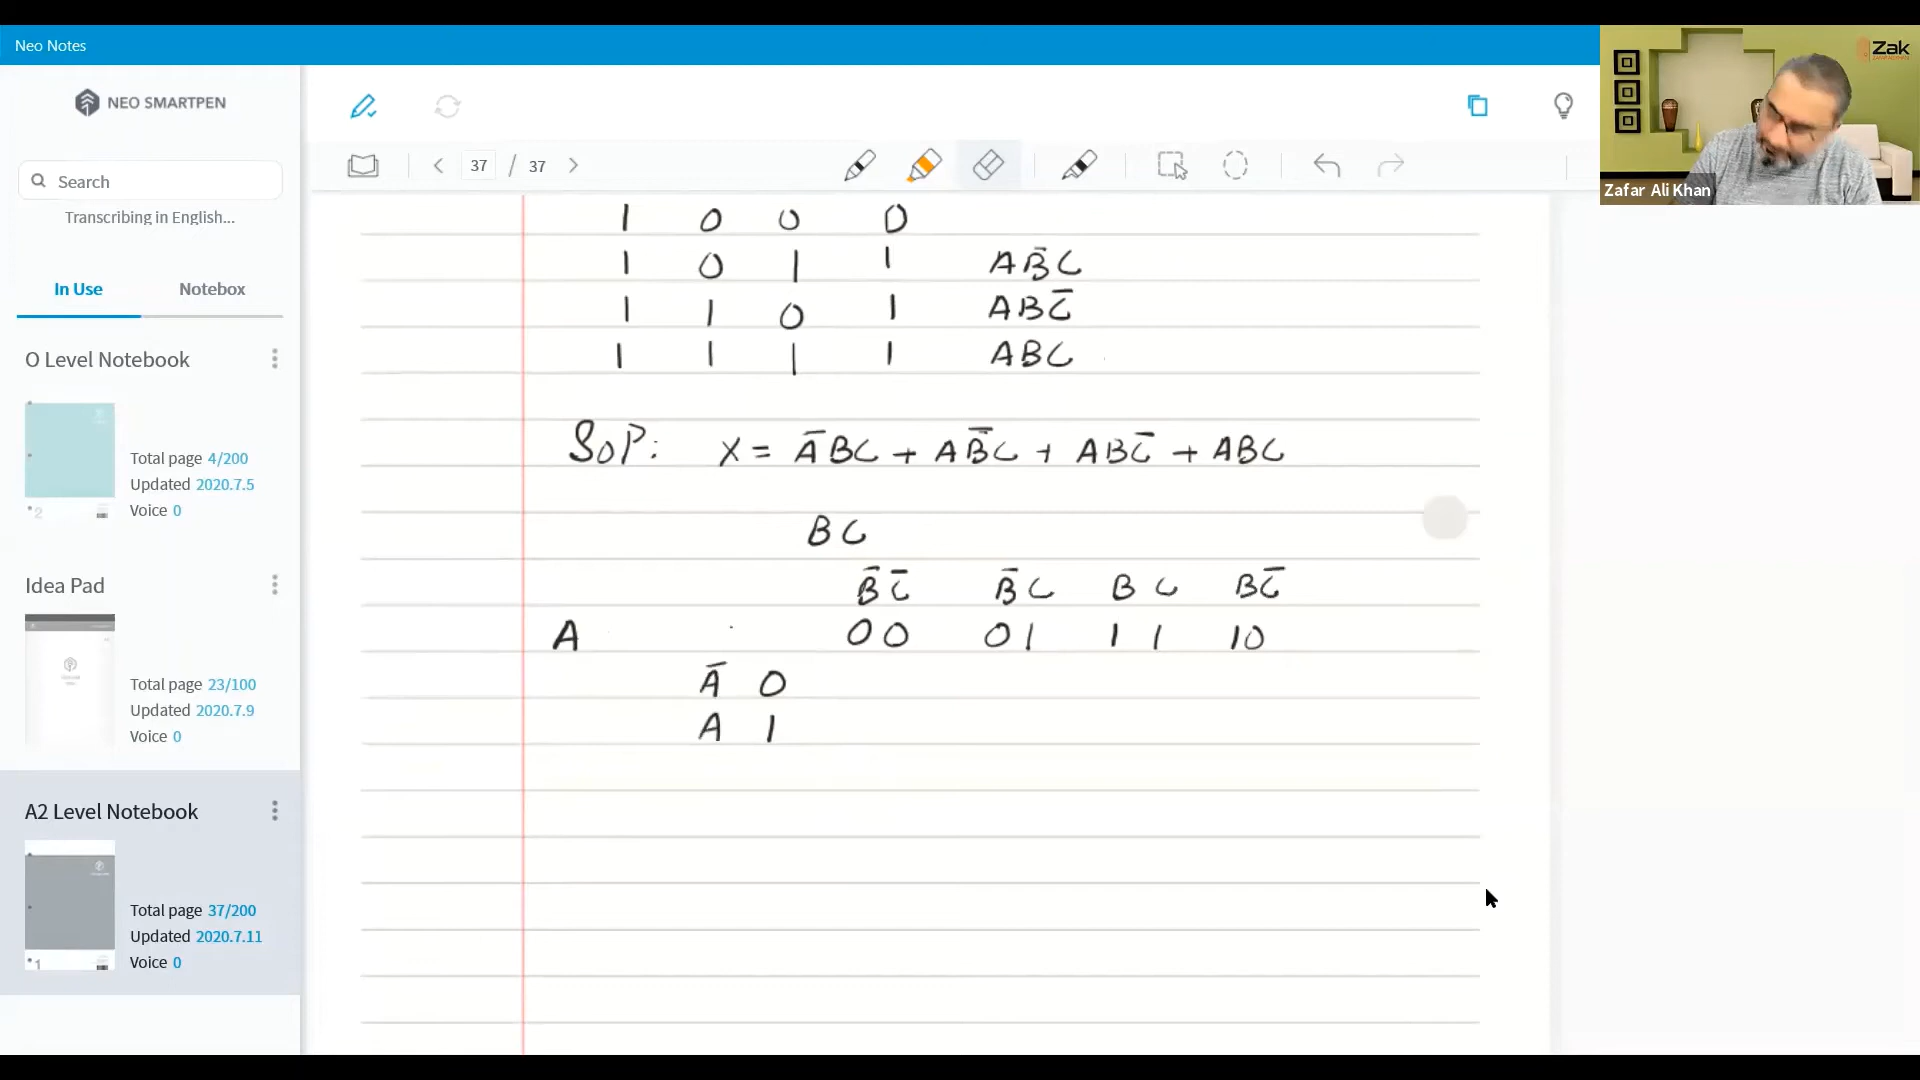 Neo Notes
Zak
NEO SMARTPEN
37 / 37
Search
Zafar Ali Khan
Transcribing in English...
In Use Notebox
O Level Notebook
Total page 4/200
Updated 2020.7.5
Voice 0
2
Idea Pad
Total page 23/100
Updated 2020.7.9
Voice 0
A2 Level Notebook
Total page 37/200
Updated 2020.7.11
Voice 0
1
1 0 0 0
1 0 1 1 AB̄C
1 1 0 1 ABC̄
1 1 1 1 ABC
SOP: X = ĀBC + AB̄C + ABC̄ + ABC
BC
B̄C̄ B̄C BC BC̄
A 00 01 11 10
Ā 0
A 1